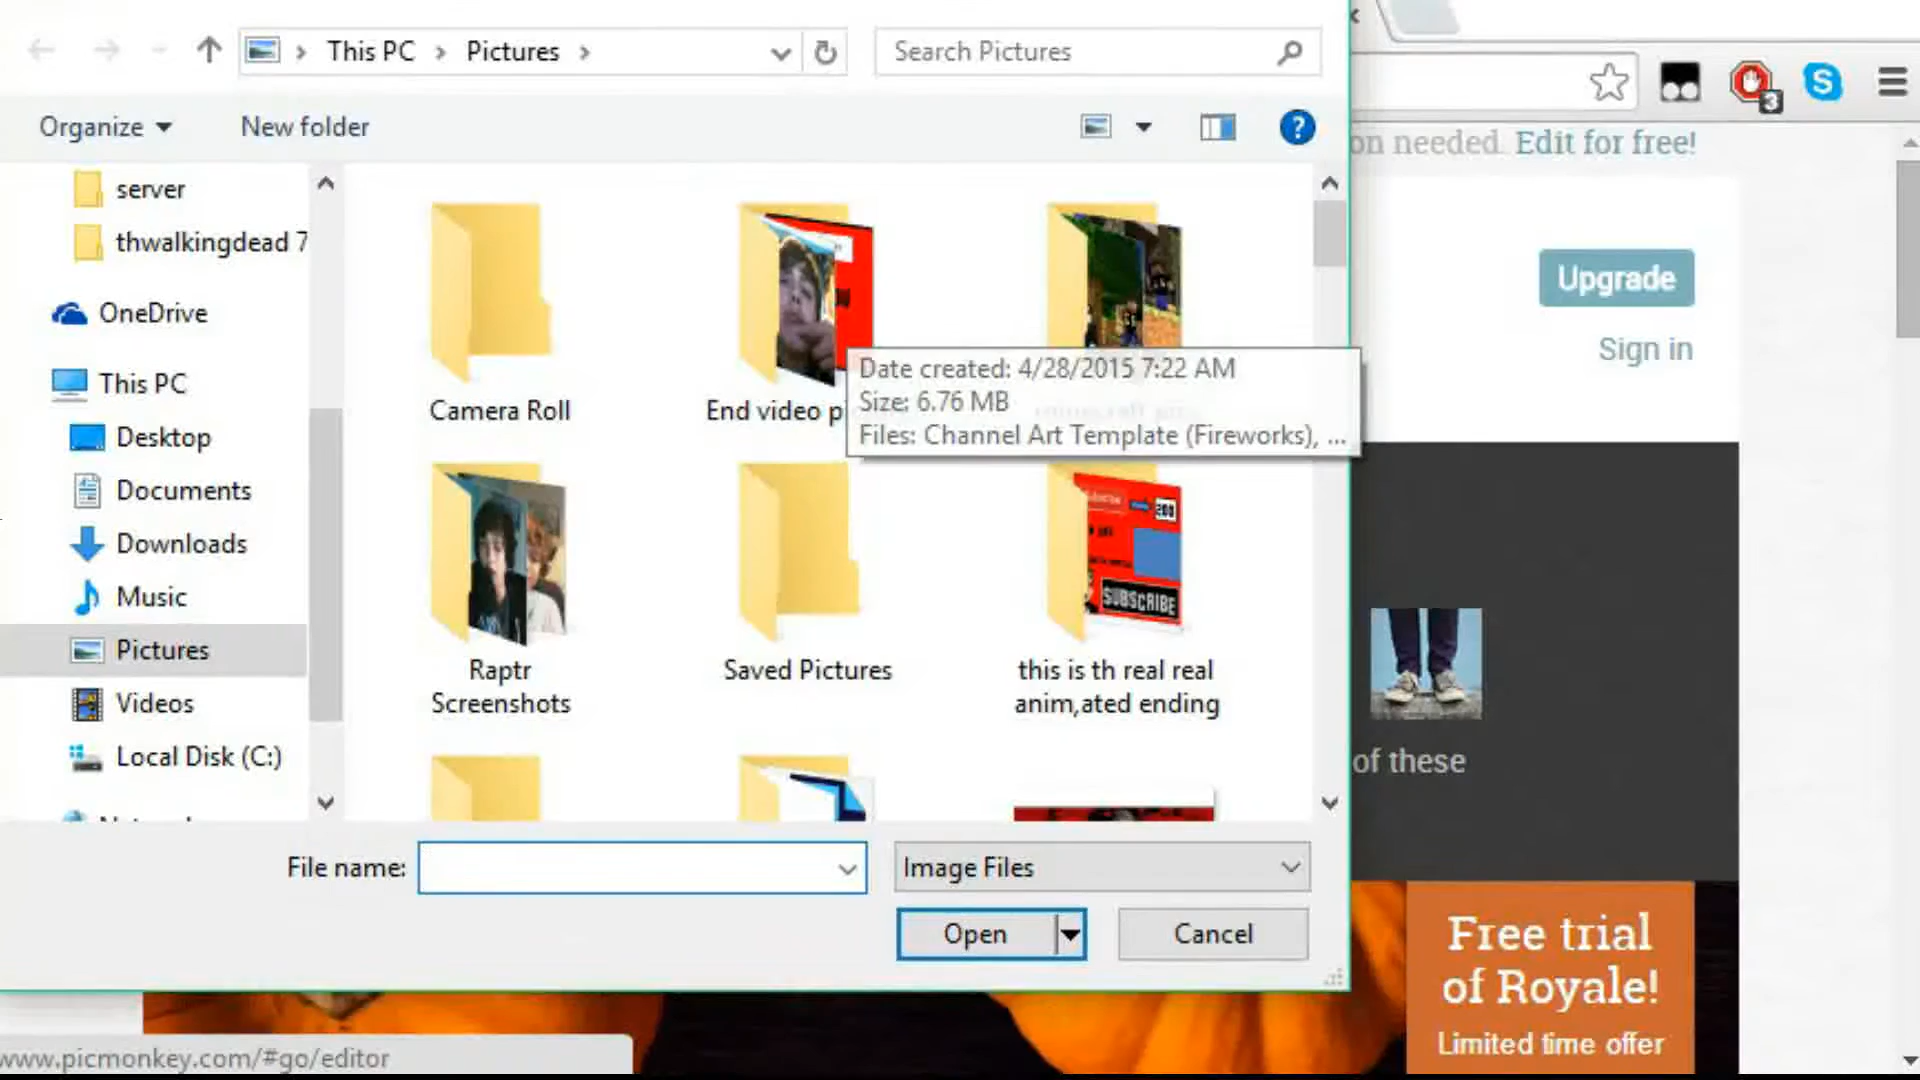 This PC
Pictures
Search Pictures
Organize
New folder
3
on needed. Edit for free!
server
thwalkingdead 7
OneDrive
This PC
Desktop
Documents
Downloads
Music
Pictures
Videos
Local Disk (C:)
Camera Roll
End video p
Date created: 4/28/2015 7:22 AM
Size: 6.76 MB
Files: Channel Art Template (Fireworks), ...
200
SUBSCRIBE
Raptr
Screenshots
Saved Pictures
this is th real real
anim,ated ending
Upgrade
Sign in
of these
File name:
Image Files
Open
Cancel
Free trial
of Royale!
Limited time offer
www.picmonkey.com/#go/editor